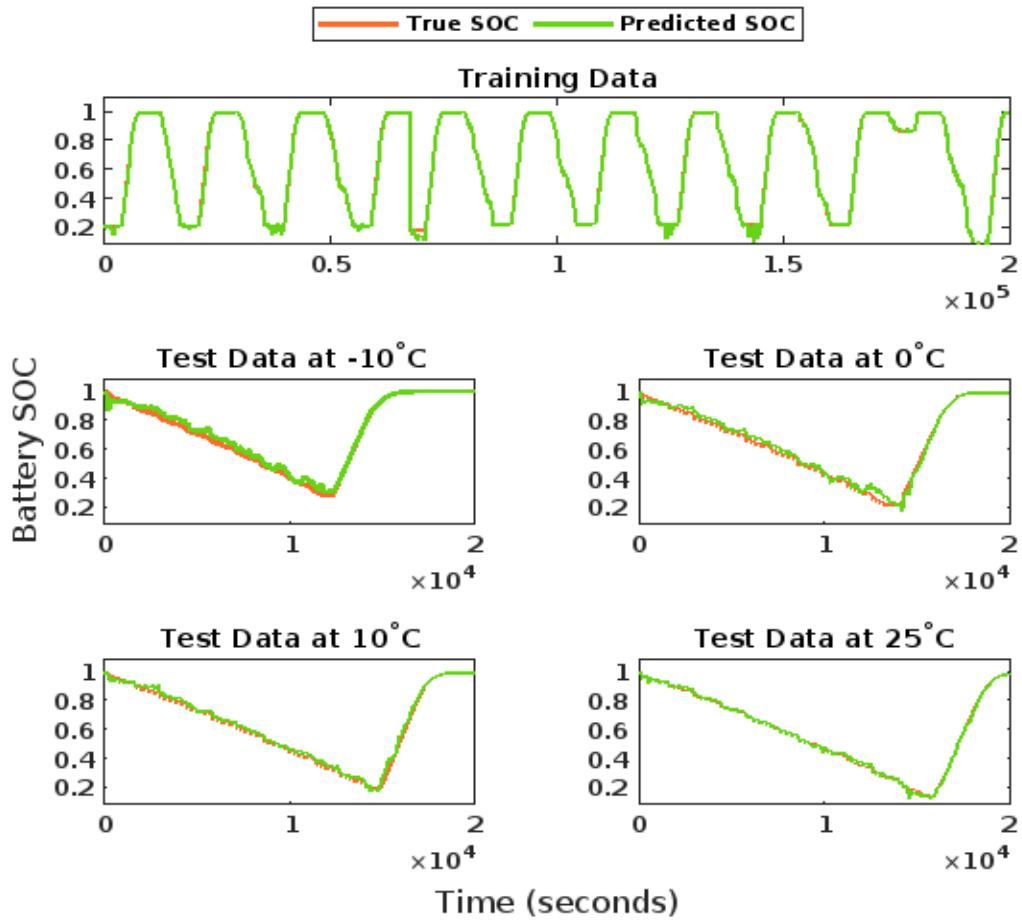 True SOC Predicted SOC
Training Data
1
0.8
0.6
0.4
0.2
0 0.5 1 1.5 2
×10^5
Battery SOC
Test Data at -10°C
1
0.8
0.6
0.4
0.2
0 1 2
×10^4
Test Data at 0°C
1
0.8
0.6
0.4
0.2
0 1 2
×10^4
Test Data at 10°C
1
0.8
0.6
0.4
0.2
0 1 2
×10^4
Test Data at 25°C
1
0.8
0.6
0.4
0.2
0 1 2
×10^4
Time (seconds)